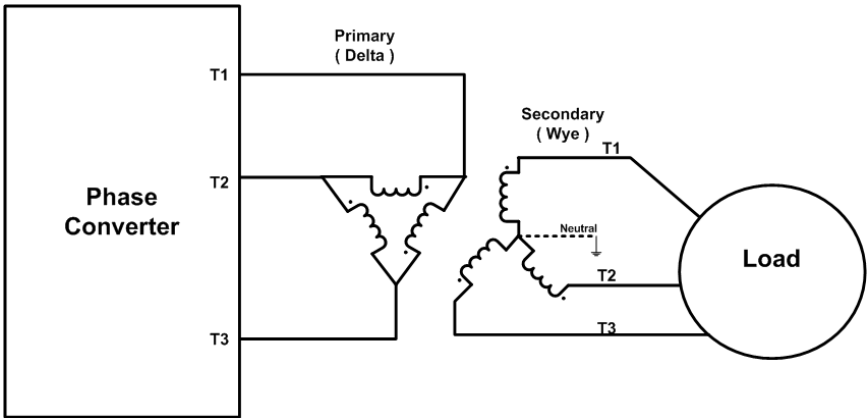 Primary
( Delta )
T1
Secondary
( Wye )
T1
T2
Phase
Converter
Neutral
Load
T2
T3
T3